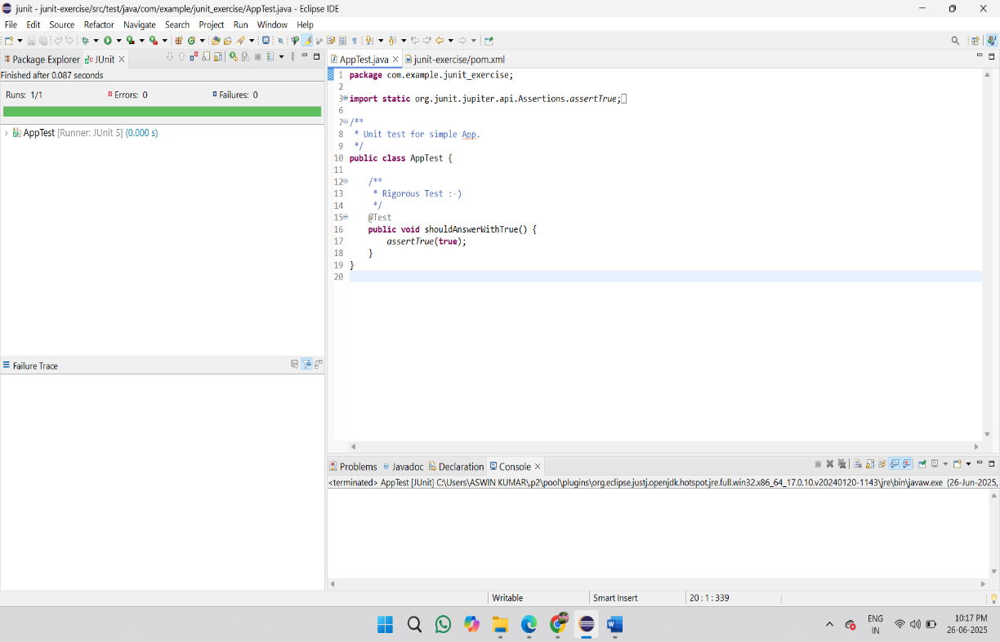 junit - junit-exercise/src/test/java/com/example/junit_exercise/AppTest.java - Eclipse IDE
File Edit Source Refactor Navigate Search Project Run Window Help
Package Explorer JUnit
Finished after 0.087 seconds
Runs: 1/1 Errors: 0 Failures: 0
AppTest [Runner: JUnit 5] (0.000 s)
Failure Trace
AppTest.java junit-exercise/pom.xml
1 package com.example.junit_exercise;
2
3 import static org.junit.jupiter.api.Assertions.assertTrue;
6
7 /**
8 * Unit test for simple App.
9 */
10 public class AppTest {
11
12 /**
13 * Rigorous Test :-)
14 */
15 @Test
16 public void shouldAnswerWithTrue() {
17 assertTrue(true);
18 }
19 }
20
Problems Javadoc Declaration Console
<terminated> AppTest [JUnit] C:\Users\ASWIN KUMAR\.p2\pool\plugins\org.eclipse.justj.openjdk.hotspot.jre.full.win32.x86_64_17.0.10.v20240120-1143\jre\bin\javaw.exe (26-Jun-2025,
Writable Smart Insert 20 : 1 : 339
ENG
IN
10:17 PM
26-06-2025